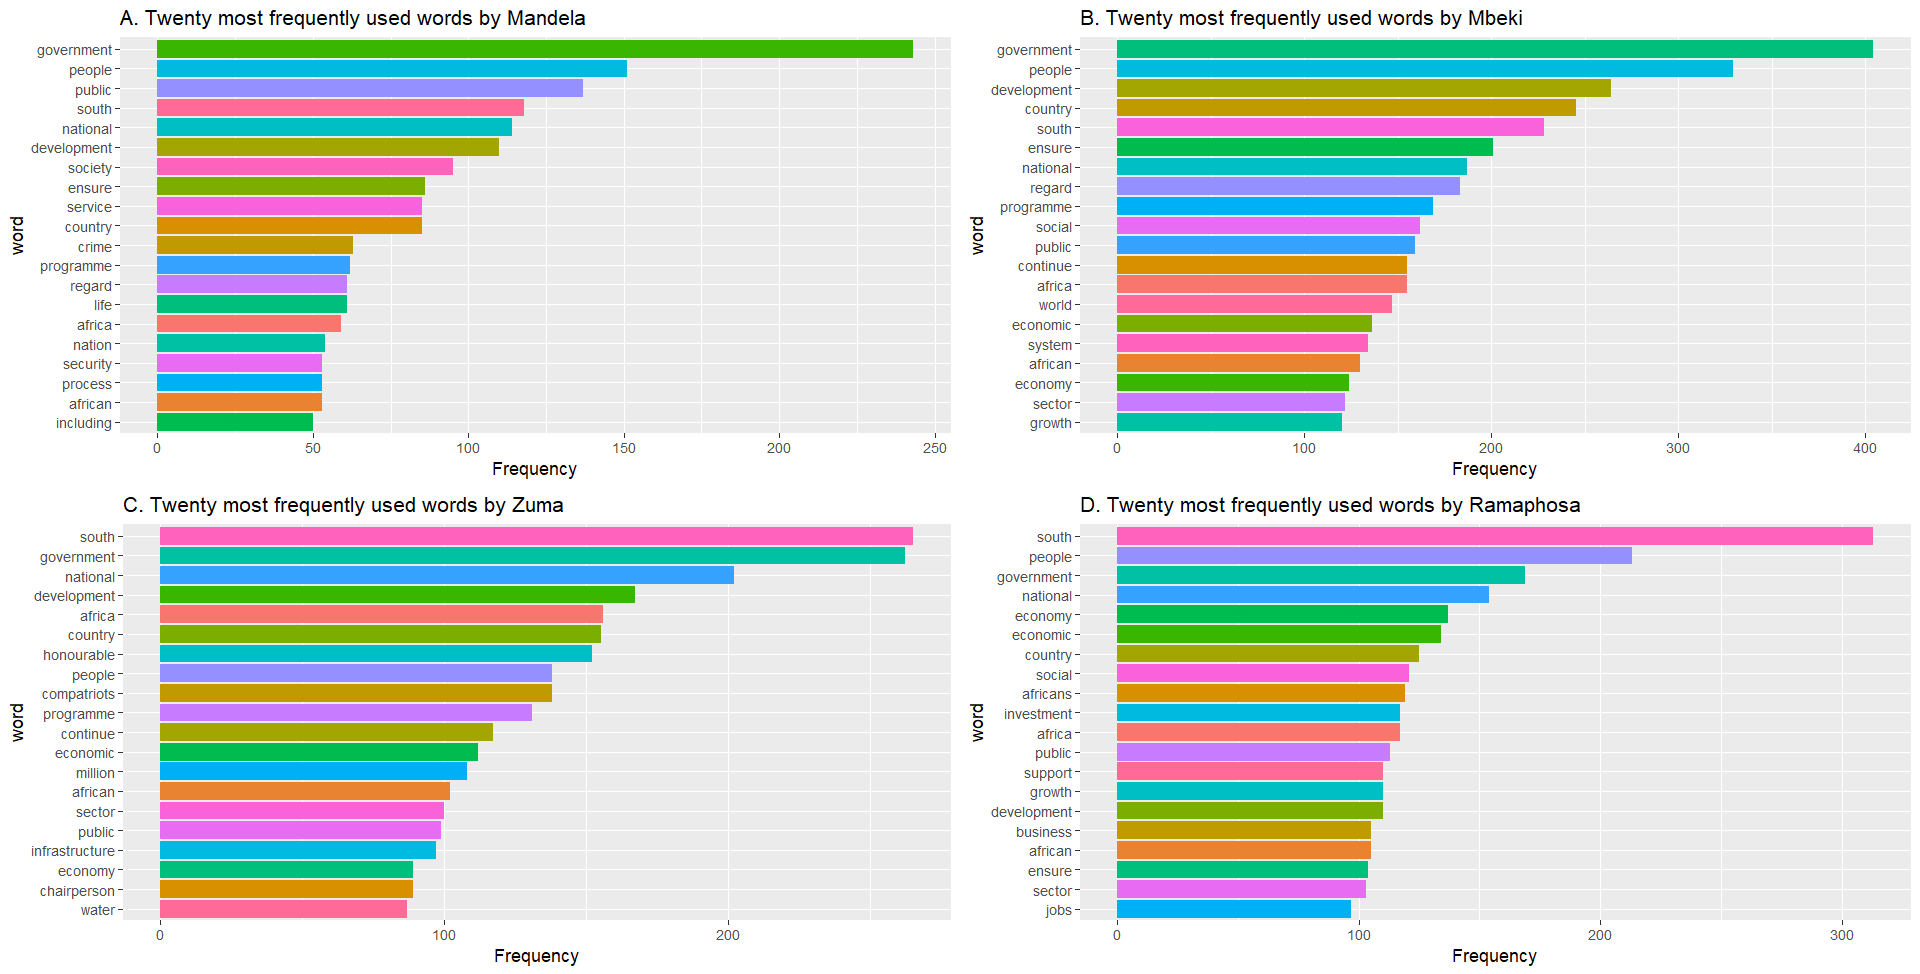 A. Twenty most frequently used words by Mandela
word
government
people
public
south
national
development
society
ensure
service
country
crime
programme
regard
life
africa
nation
security
process
african
including
0 50 100 150 200 250
Frequency
B. Twenty most frequently used words by Mbeki
word
government
people
development
country
south
ensure
national
regard
programme
social
public
continue
africa
world
economic
system
african
economy
sector
growth
0 100 200 300 400
Frequency
C. Twenty most frequently used words by Zuma
word
south
government
national
development
africa
country
honourable
people
compatriots
programme
continue
economic
million
african
sector
public
infrastructure
economy
chairperson
water
0 100 200
Frequency
D. Twenty most frequently used words by Ramaphosa
word
south
people
government
national
economy
economic
country
social
africans
investment
africa
public
support
growth
development
business
african
ensure
sector
jobs
0 100 200 300
Frequency